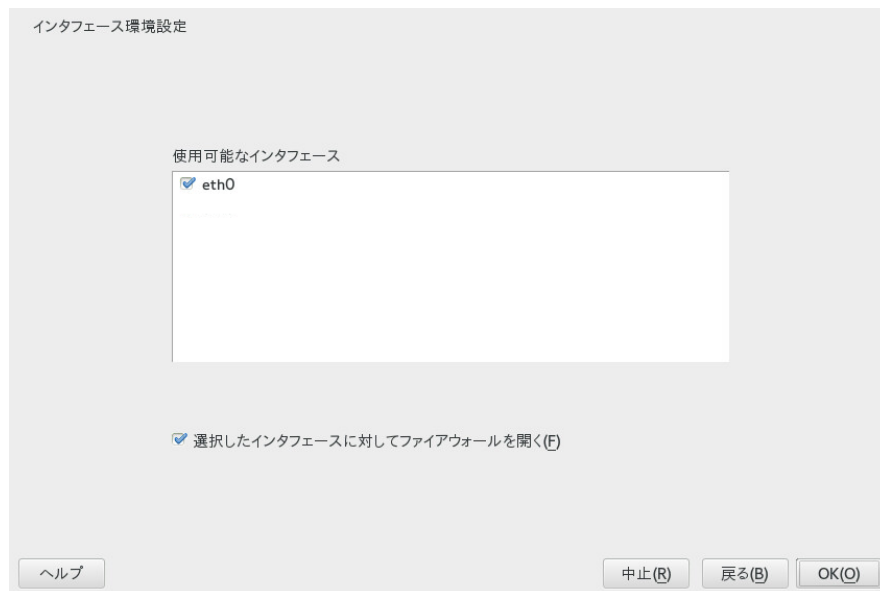 インタフェース環境設定
使用可能なインタフェース
eth0
選択したインタフェースに対してファイアウォールを開く(F)
ヘルプ
中止(R)
戻る(B)
OK(O)